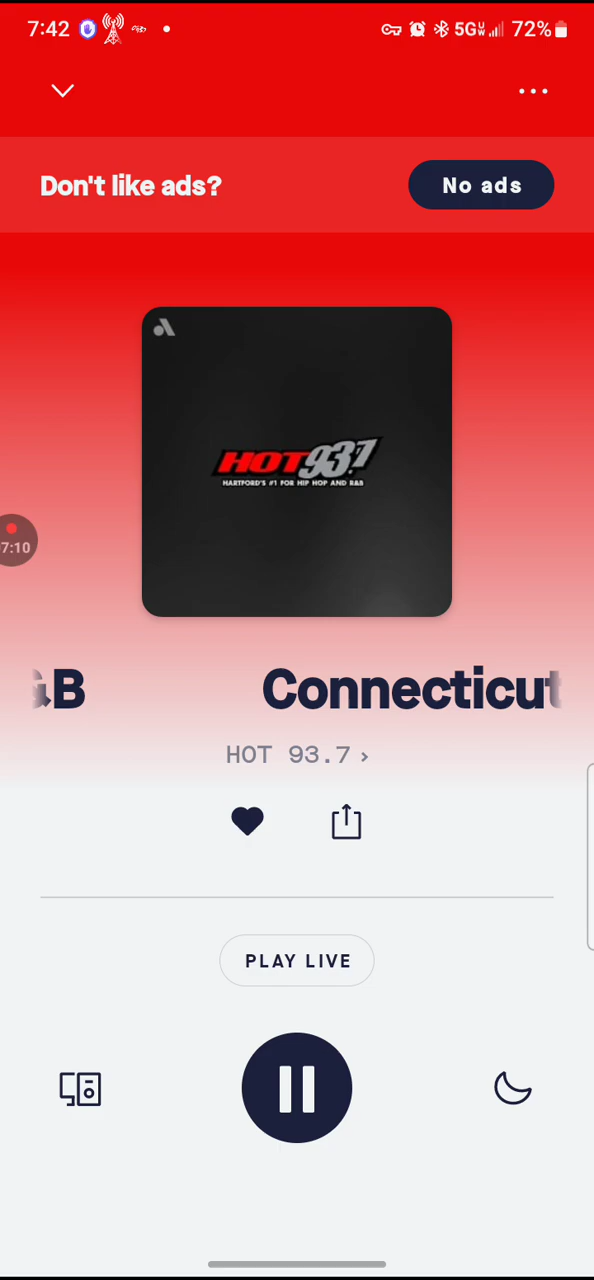 7:42 5G UW 72%
Don't like ads? No ads
HOT 93.7
HARTFORD'S #1 FOR HIP HOP AND R&B
7:10
&B Connecticut
HOT 93.7 >
PLAY LIVE